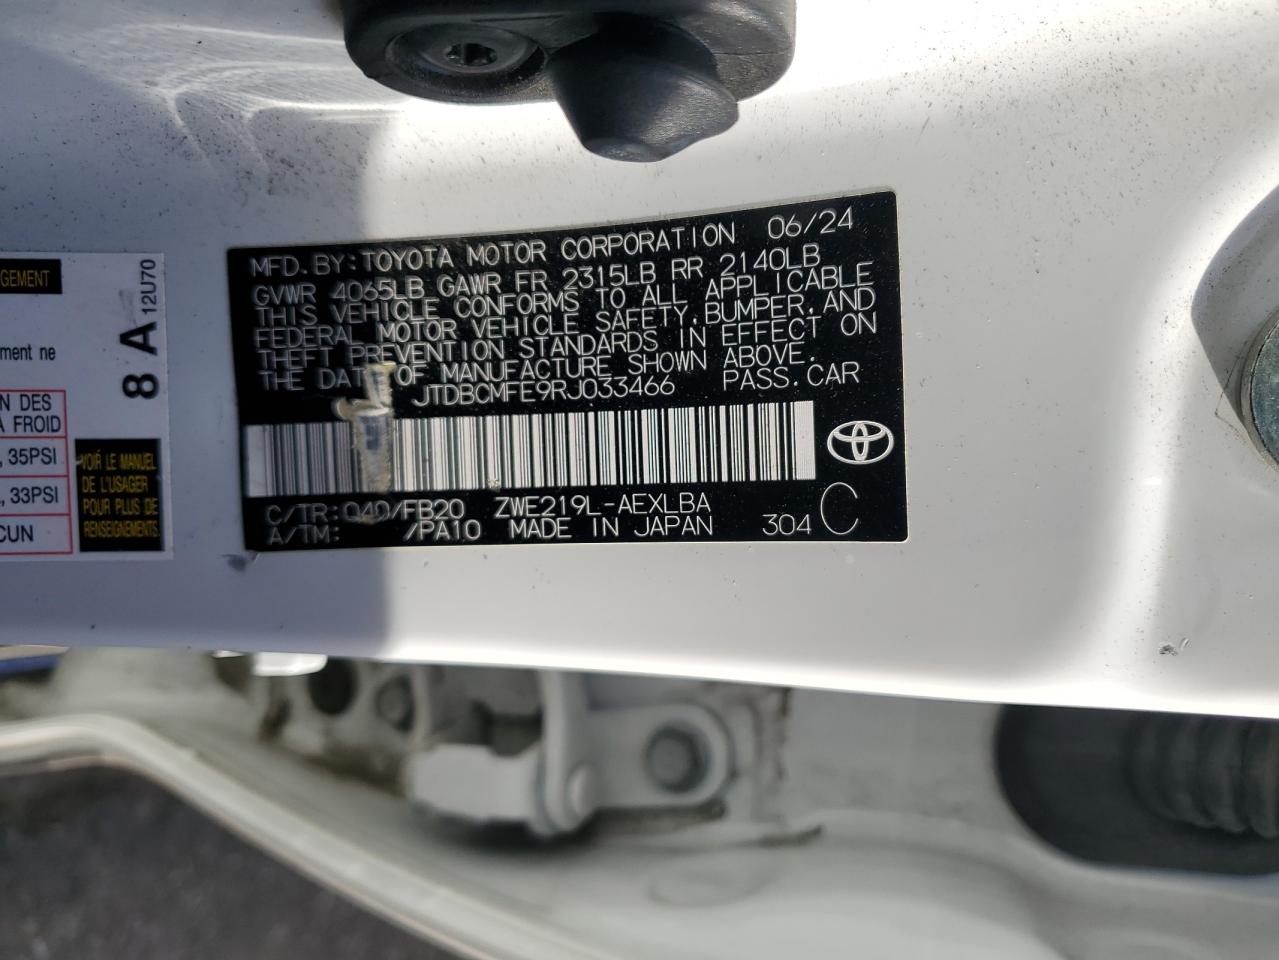 GEMENT
ment ne
N DES
A FROID
, 35PSI
, 33PSI
CUN
8 A
12U70
VOIR LE MANUEL
DE L'USAGER
POUR PLUS DE
RENSEIGNEMENTS
MFD.BY:TOYOTA MOTOR CORPORATION 06/24
GVWR 4065LB GAWR FR 2315LB RR 2140LB
THIS VEHICLE CONFORMS TO ALL APPLICABLE
FEDERAL MOTOR VEHICLE SAFETY,BUMPER,AND
THEFT PREVENTION STANDARDS IN EFFECT ON
THE DATE OF MANUFACTURE SHOWN ABOVE.
JTDBCMFE9RJ033466 PASS.CAR
C/TR:040/FB20 ZWE219L-AEXLBA
A/TM: /PA10 MADE IN JAPAN 304 C